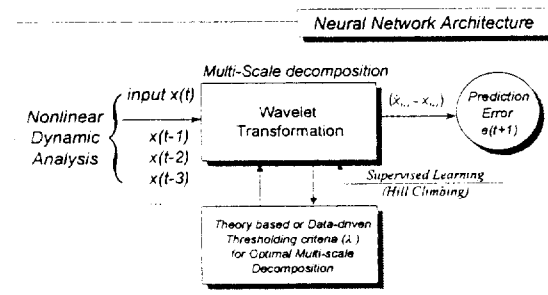 Neural Network Architecture
Multi-Scale decomposition
input x(t)
x(t-1)
x(t-2)
x(t-3)
...
Nonlinear
Dynamic
Analysis
Wavelet
Transformation
Prediction
Error
e(t+1)
Supervised Learning
(Hill Climbing)
Theory based or Data-driven
Thresholding criteria (λ)
for Optimal Multi-scale
Decomposition